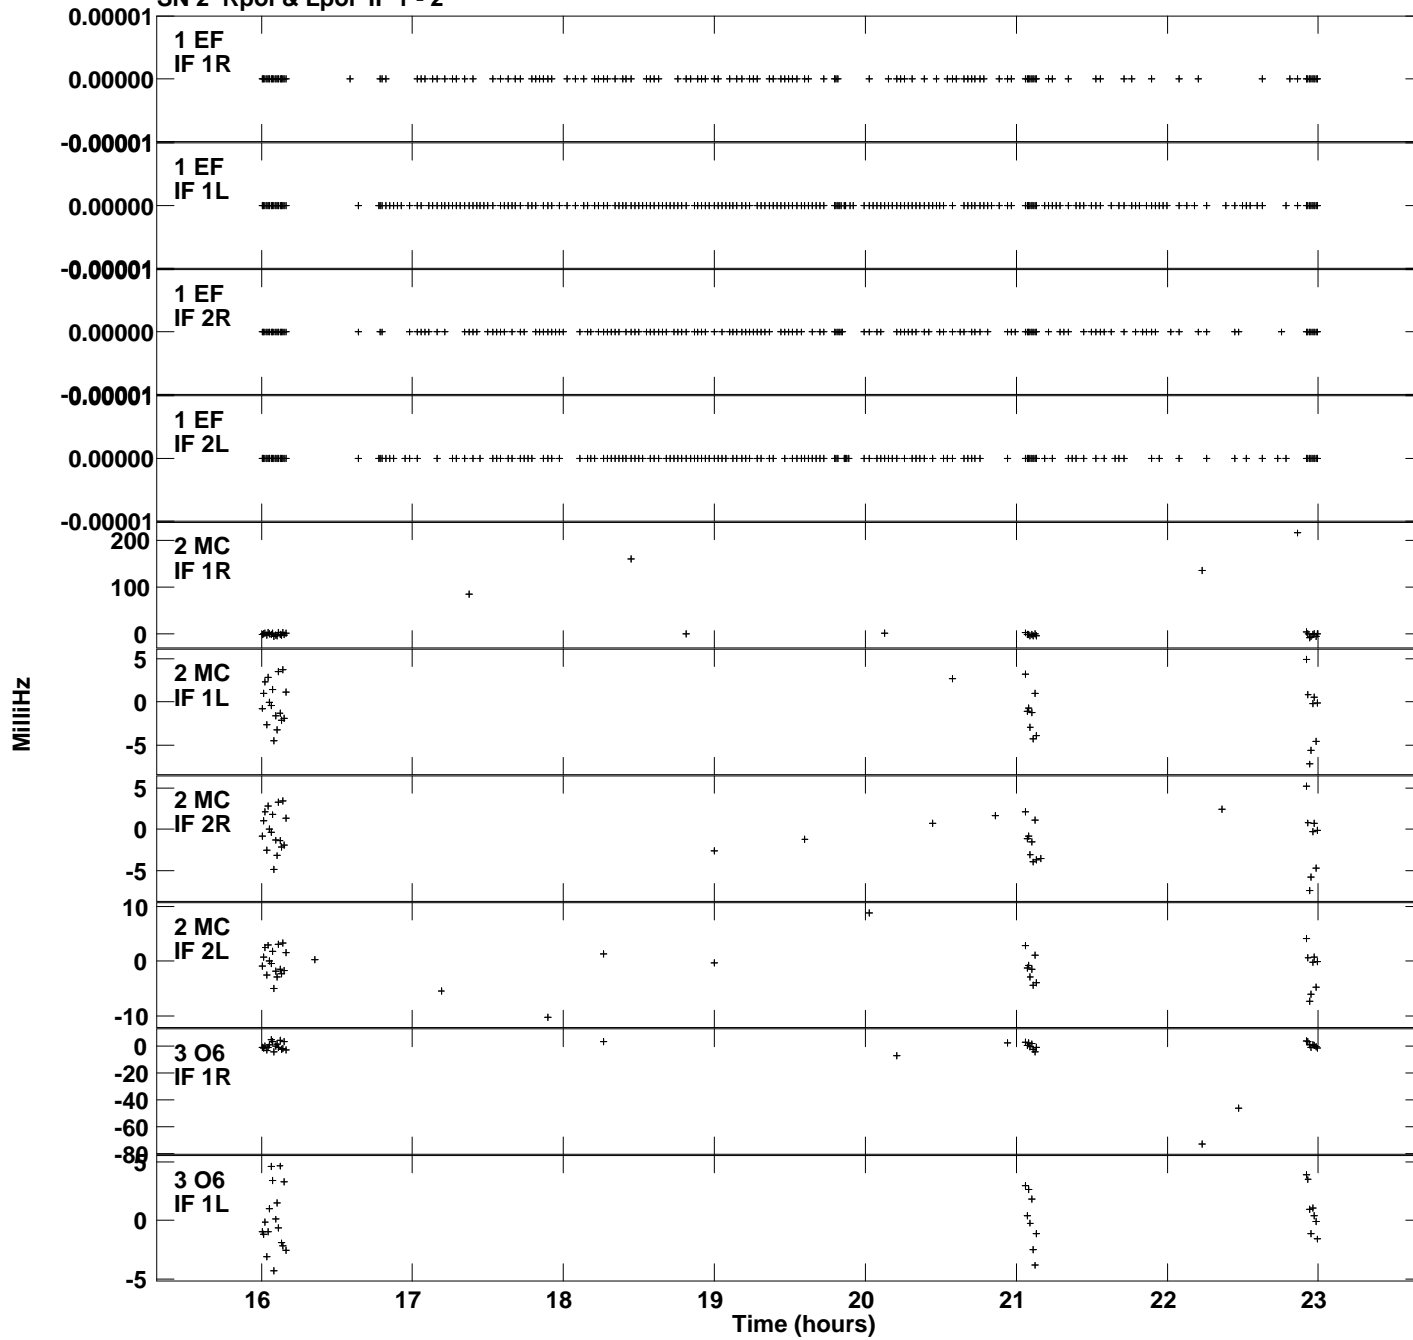 SN 2 Rpol & Lpol IF 1 - 2
0.00001
1 EF
IF 1R
0.00000
-0.00001
1 EF
IF 1L
0.00000
-0.00001
1 EF
IF 2R
0.00000
-0.00001
1 EF
IF 2L
0.00000
-0.00001
200
2 MC
IF 1R
100
0
5
2 MC
IF 1L
0
-5
5
2 MC
IF 2R
0
-5
10
2 MC
IF 2L
0
-10
0
3 O6
IF 1R
-20
-40
-60
-80
5
3 O6
IF 1L
0
-5
MilliHz
16 17 18 19 20 21 22 23
Time (hours)